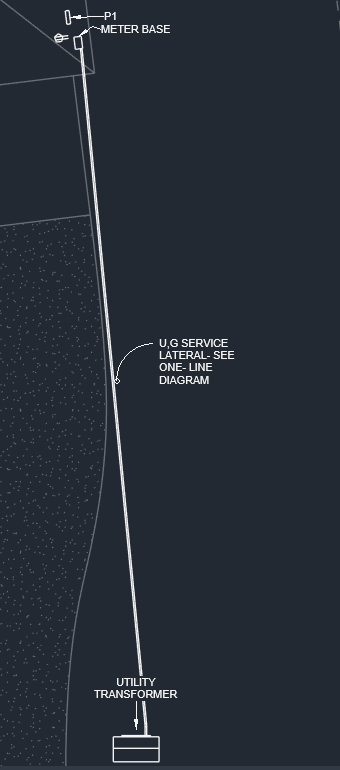 P1
METER BASE
U,G SERVICE
LATERAL- SEE
ONE- LINE
DIAGRAM
UTILITY
TRANSFORMER